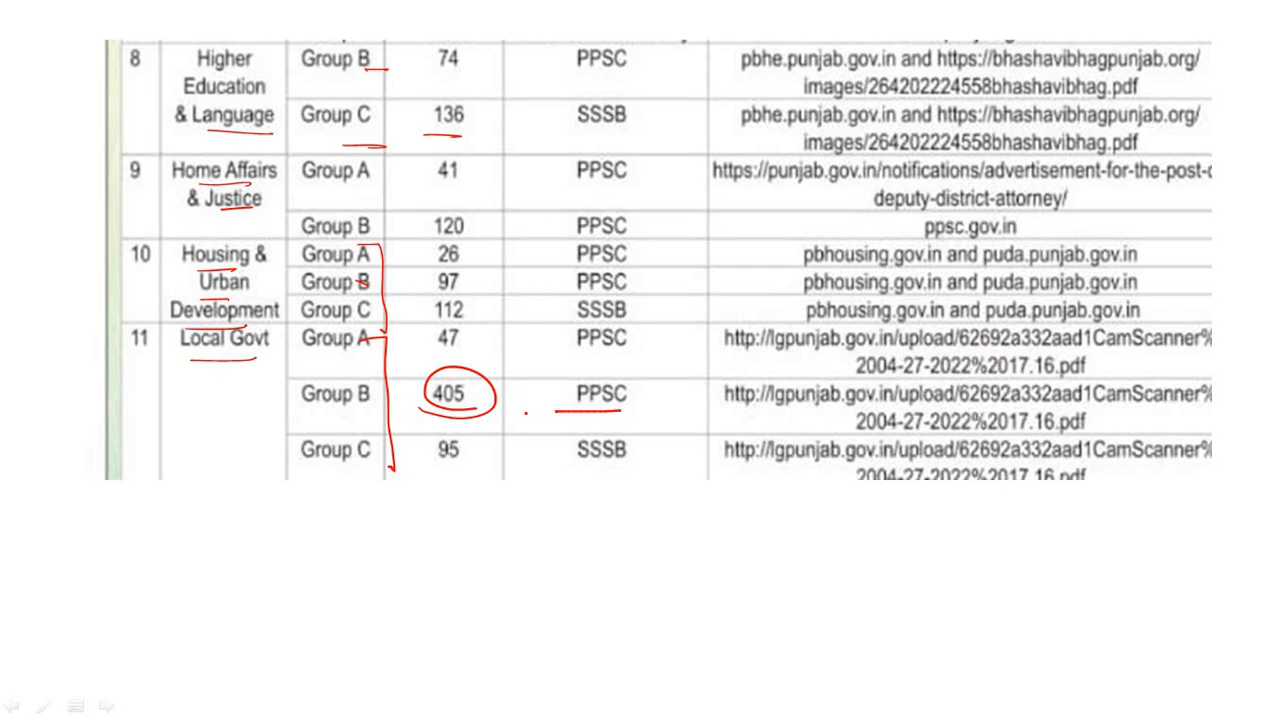 8 Higher Group B 74 PPSC pbhe.punjab.gov.in and https://bhashavibhagpunjab.org/
Education images/264202224558bhashavibhag.pdf
& Language Group C 136 SSSB pbhe.punjab.gov.in and https://bhashavibhagpunjab.org/
images/264202224558bhashavibhag.pdf
9 Home Affairs Group A 41 PPSC https://punjab.gov.in/notifications/advertisement-for-the-post-
& Justice deputy-district-attorney/
Group B 120 PPSC ppsc.gov.in
10 Housing & Group A 26 PPSC pbhousing.gov.in and puda.punjab.gov.in
Urban Group B 97 PPSC pbhousing.gov.in and puda.punjab.gov.in
Development Group C 112 SSSB pbhousing.gov.in and puda.punjab.gov.in
11 Local Govt Group A 47 PPSC http://lgpunjab.gov.in/upload/62692a332aad1CamScanner%
2004-27-2022%2017.16.pdf
Group B 405 PPSC http://lgpunjab.gov.in/upload/62692a332aad1CamScanner%
2004-27-2022%2017.16.pdf
Group C 95 SSSB http://lgpunjab.gov.in/upload/62692a332aad1CamScanner%
2004-27-2022%2017.16.pdf